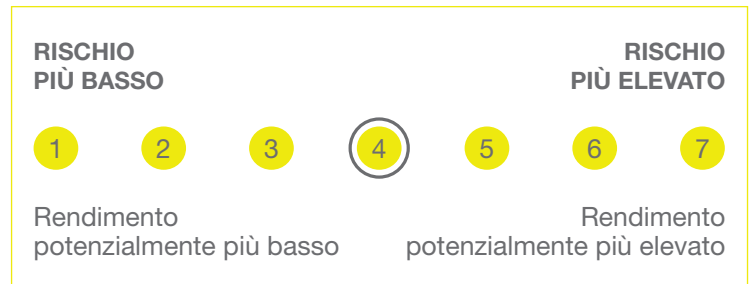 RISCHIO
PIÙ BASSO
RISCHIO
PIÙ ELEVATO
1 2 3 4 5 6 7
Rendimento
potenzialmente più basso
Rendimento
potenzialmente più elevato